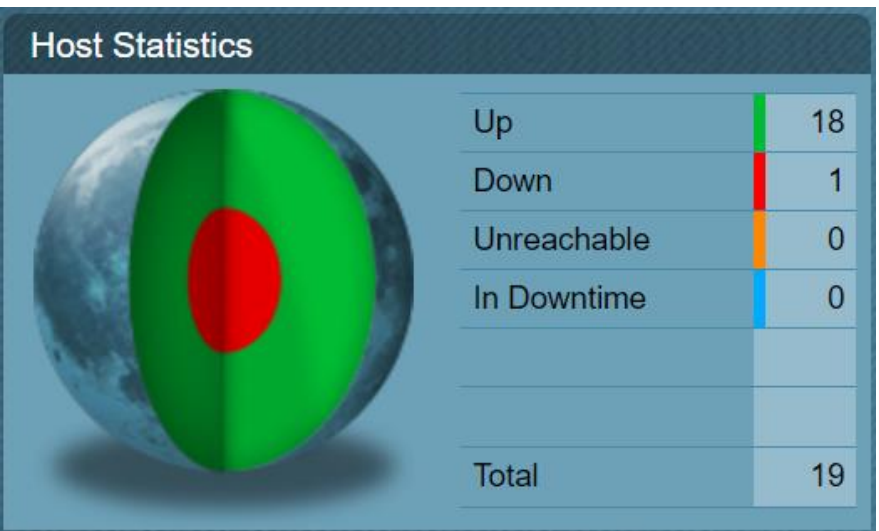 Host Statistics
Up 18
Down 1
Unreachable 0
In Downtime 0
Total 19